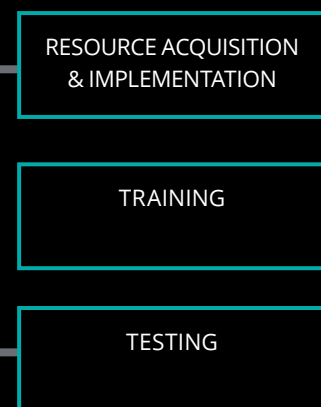 RESOURCE ACQUISITION
& IMPLEMENTATION
TRAINING
TESTING